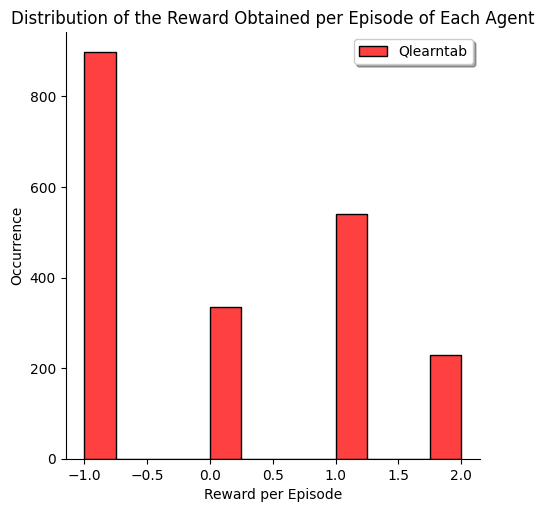 Distribution of the Reward Obtained per Episode of Each Agent
Qlearntab
800
600
400
200
0
Occurrence
−1.0 −0.5 0.0 0.5 1.0 1.5 2.0
Reward per Episode